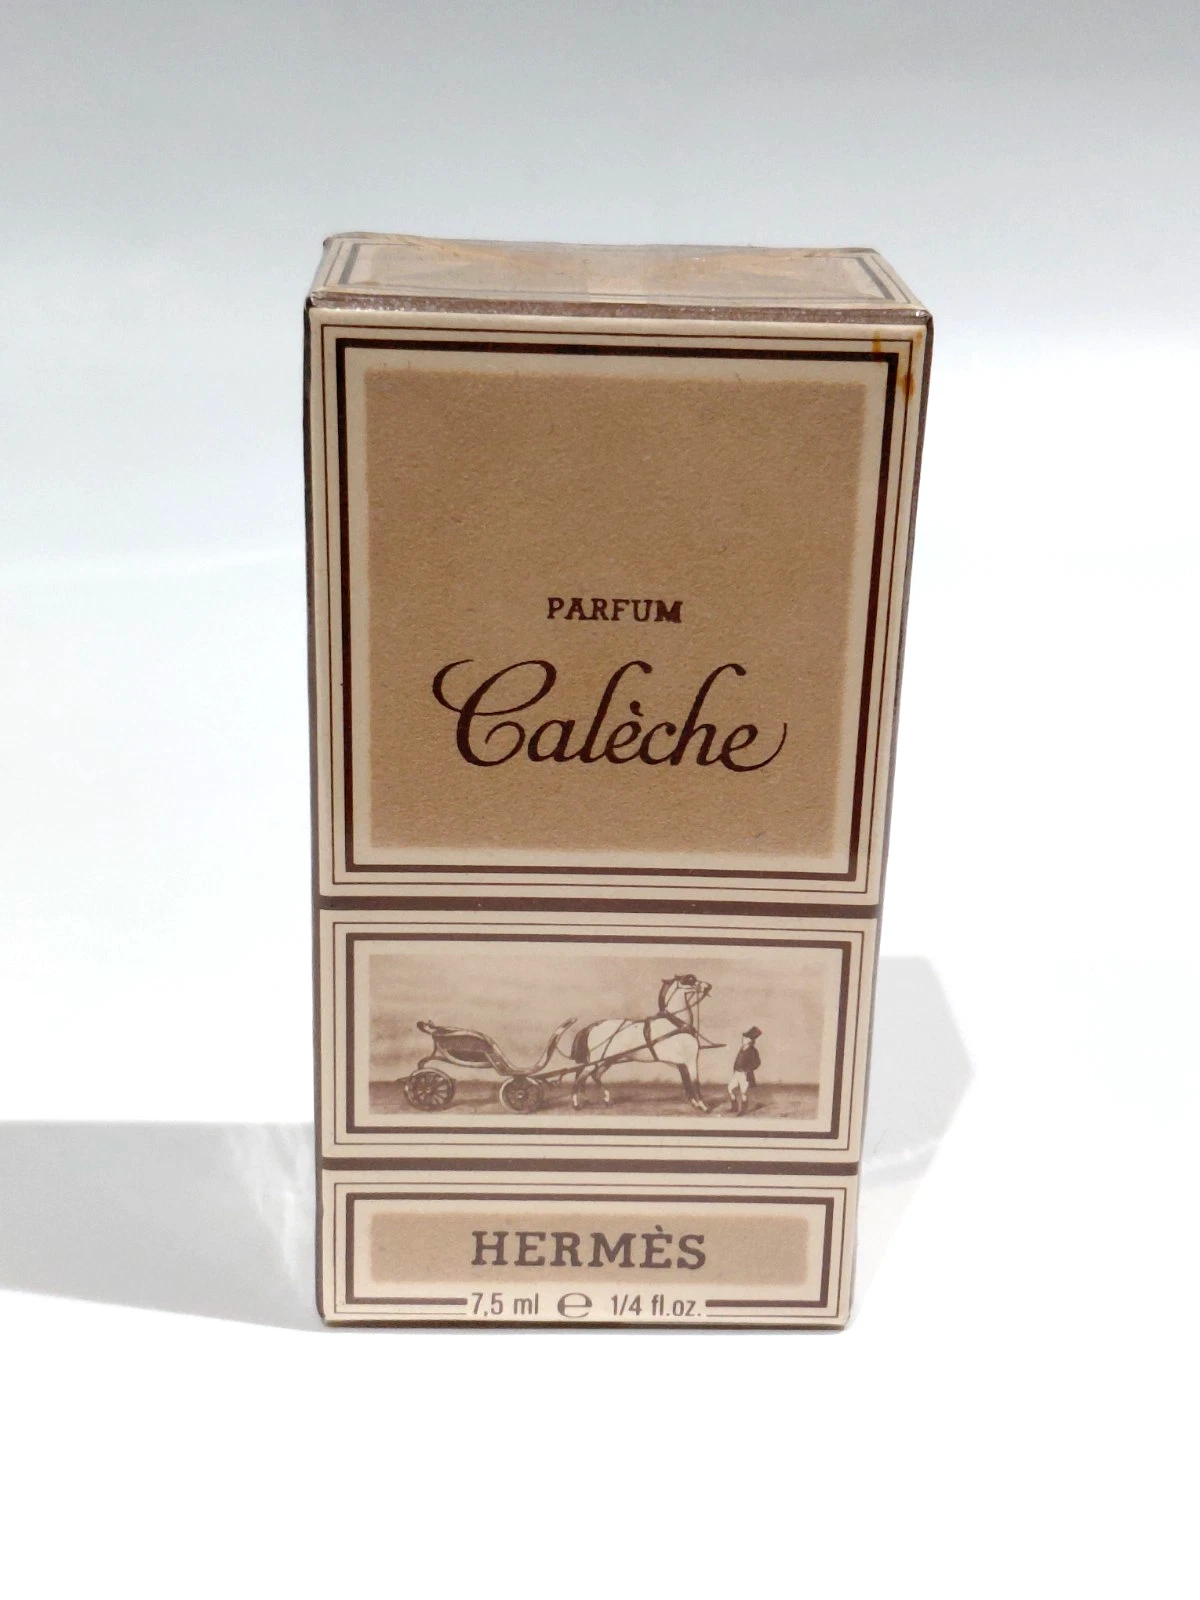 PARFUM
Calèche
HERMÈS
7,5 ml ℮ 1/4 fl.oz.